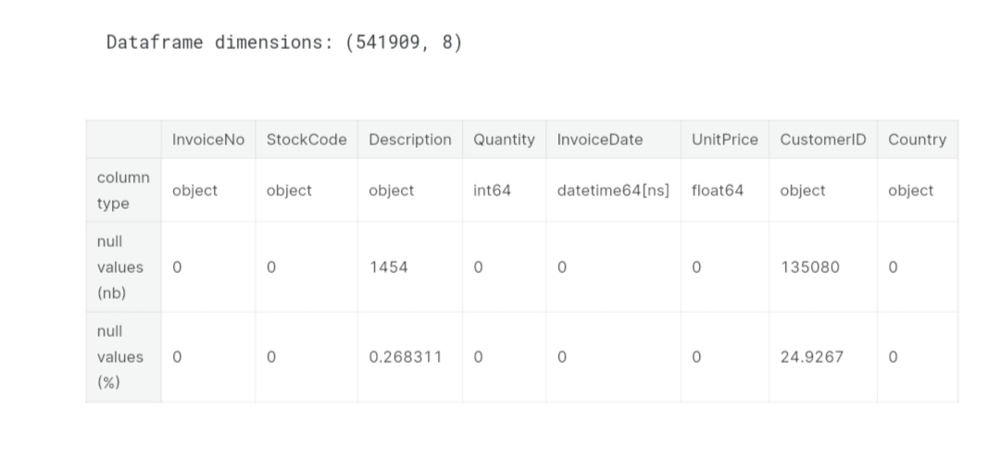 Dataframe dimensions: (541909, 8)
InvoiceNo StockCode Description Quantity InvoiceDate UnitPrice CustomerID Country
column type object object object int64 datetime64[ns] float64 object object
null values (nb) 0 0 1454 0 0 0 135080 0
null values (%) 0 0 0.268311 0 0 0 24.9267 0